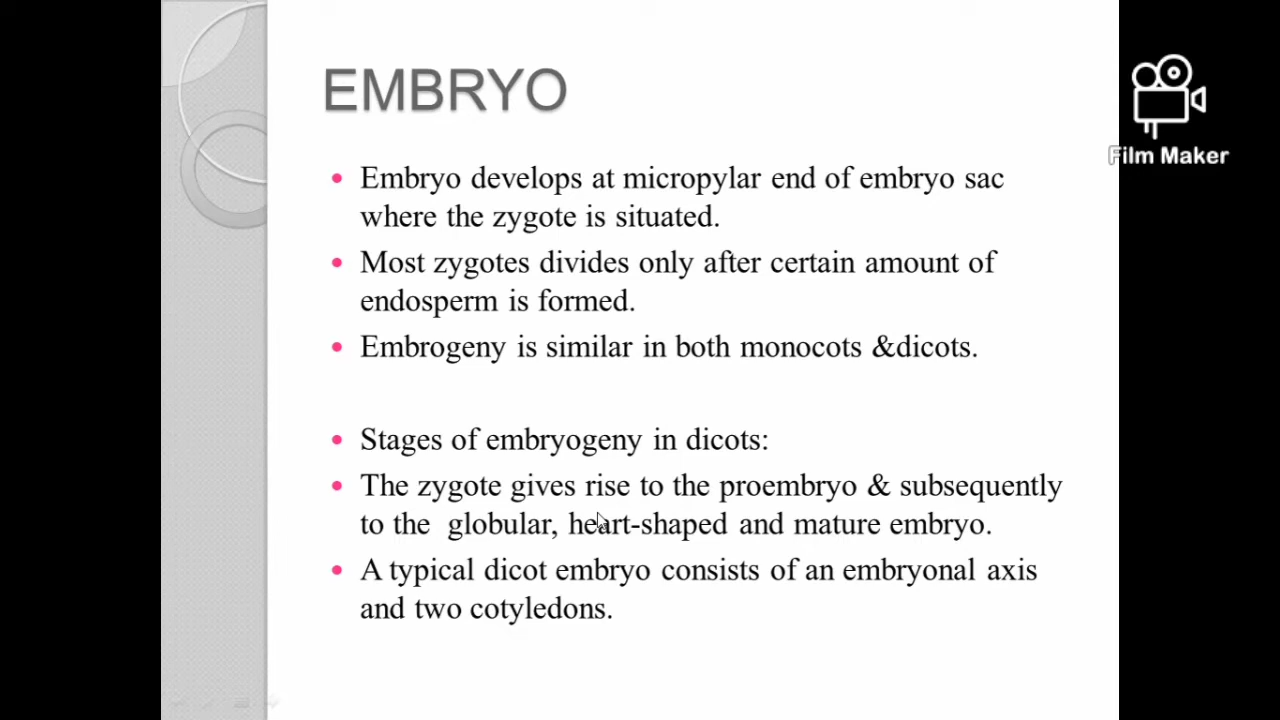 EMBRYO
Film Maker
• Embryo develops at micropylar end of embryo sac
where the zygote is situated.
• Most zygotes divides only after certain amount of
endosperm is formed.
• Embrogeny is similar in both monocots &dicots.
• Stages of embryogeny in dicots:
• The zygote gives rise to the proembryo & subsequently
to the globular, heart-shaped and mature embryo.
• A typical dicot embryo consists of an embryonal axis
and two cotyledons.